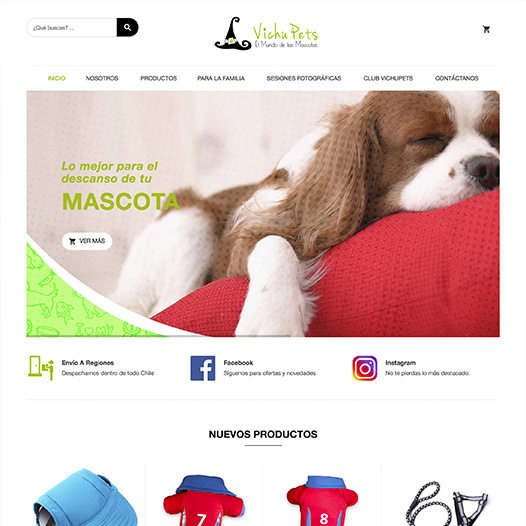 ¿Qué buscas? ...
Vichu Pets
El Mundo de las Mascotas
INICIO NOSOTROS PRODUCTOS PARA LA FAMILIA SESIONES FOTOGRÁFICAS CLUB VICHUPETS CONTÁCTANOS
Lo mejor para el
descanso de tu
MASCOTA
VER MÁS
Envío A Regiones
Despachamos dentro de todo Chile
Facebook
Síguenos para ofertas y novedades
Instagram
No te pierdas lo más destacado.
NUEVOS PRODUCTOS
7
8